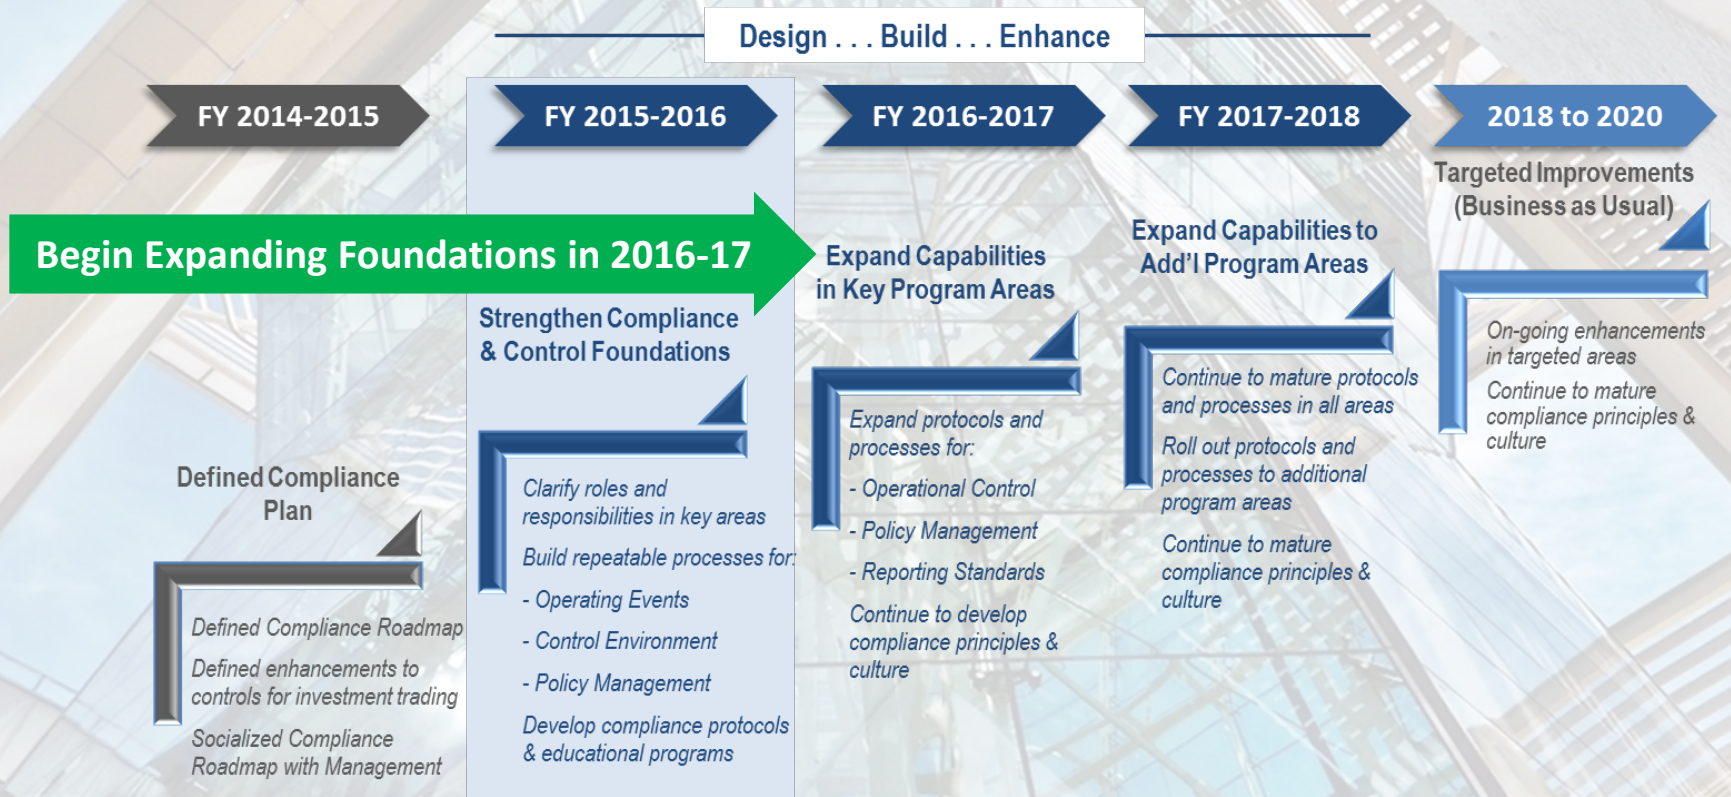 Design . . . Build . . . Enhance
FY 2014-2015
FY 2015-2016
FY 2016-2017
FY 2017-2018
2018 to 2020
Begin Expanding Foundations in 2016-17
Defined Compliance
Plan
Defined Compliance Roadmap
Defined enhancements to
controls for investment trading
Socialized Compliance
Roadmap with Management
Strengthen Compliance
& Control Foundations
Clarify roles and
responsibilities in key areas
Build repeatable processes for:
- Operating Events
- Control Environment
- Policy Management
Develop compliance protocols
& educational programs
Expand Capabilities
in Key Program Areas
Expand protocols and
processes for:
- Operational Control
- Policy Management
- Reporting Standards
Continue to develop
compliance principles &
culture
Expand Capabilities to
Add'l Program Areas
Continue to mature protocols
and processes in all areas
Roll out protocols and
processes to additional
program areas
Continue to mature
compliance principles &
culture
Targeted Improvements
(Business as Usual)
On-going enhancements
in targeted areas
Continue to mature
compliance principles &
culture